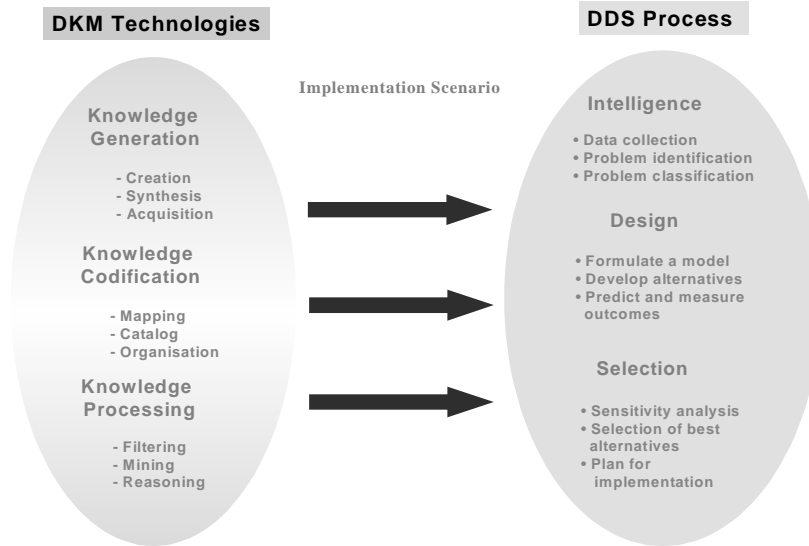 DKM Technologies
Knowledge
Generation
- Creation
- Synthesis
- Acquisition
Knowledge
Codification
- Mapping
- Catalog
- Organisation
Knowledge
Processing
- Filtering
- Mining
- Reasoning
Implementation Scenario
DDS Process
Intelligence
• Data collection
• Problem identification
• Problem classification
Design
• Formulate a model
• Develop alternatives
• Predict and measure
outcomes
Selection
• Sensitivity analysis
• Selection of best
alternatives
• Plan for
implementation